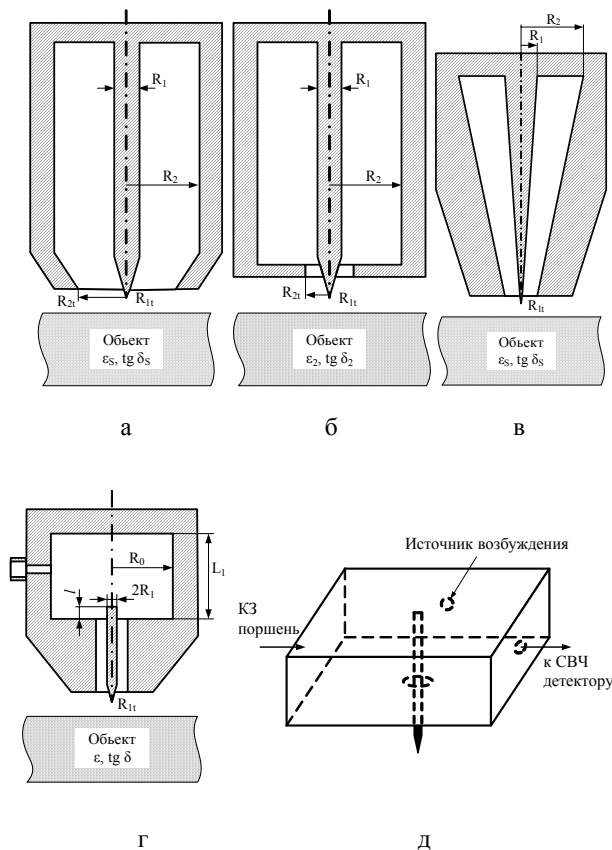 R₁
R₂
R₂t
R₁t
Обьект
εS, tg δS
а
R₁
R₂
R₂t
R₁t
Обьект
ε₂, tg δ₂
б
R₂
R₁
R₁t
Обьект
εS, tg δS
в
R₀
L₁
l
2R₁
R₁t
Обьект
ε, tg δ
г
Источник возбуждения
КЗ
поршень
к СВЧ
детектору
д